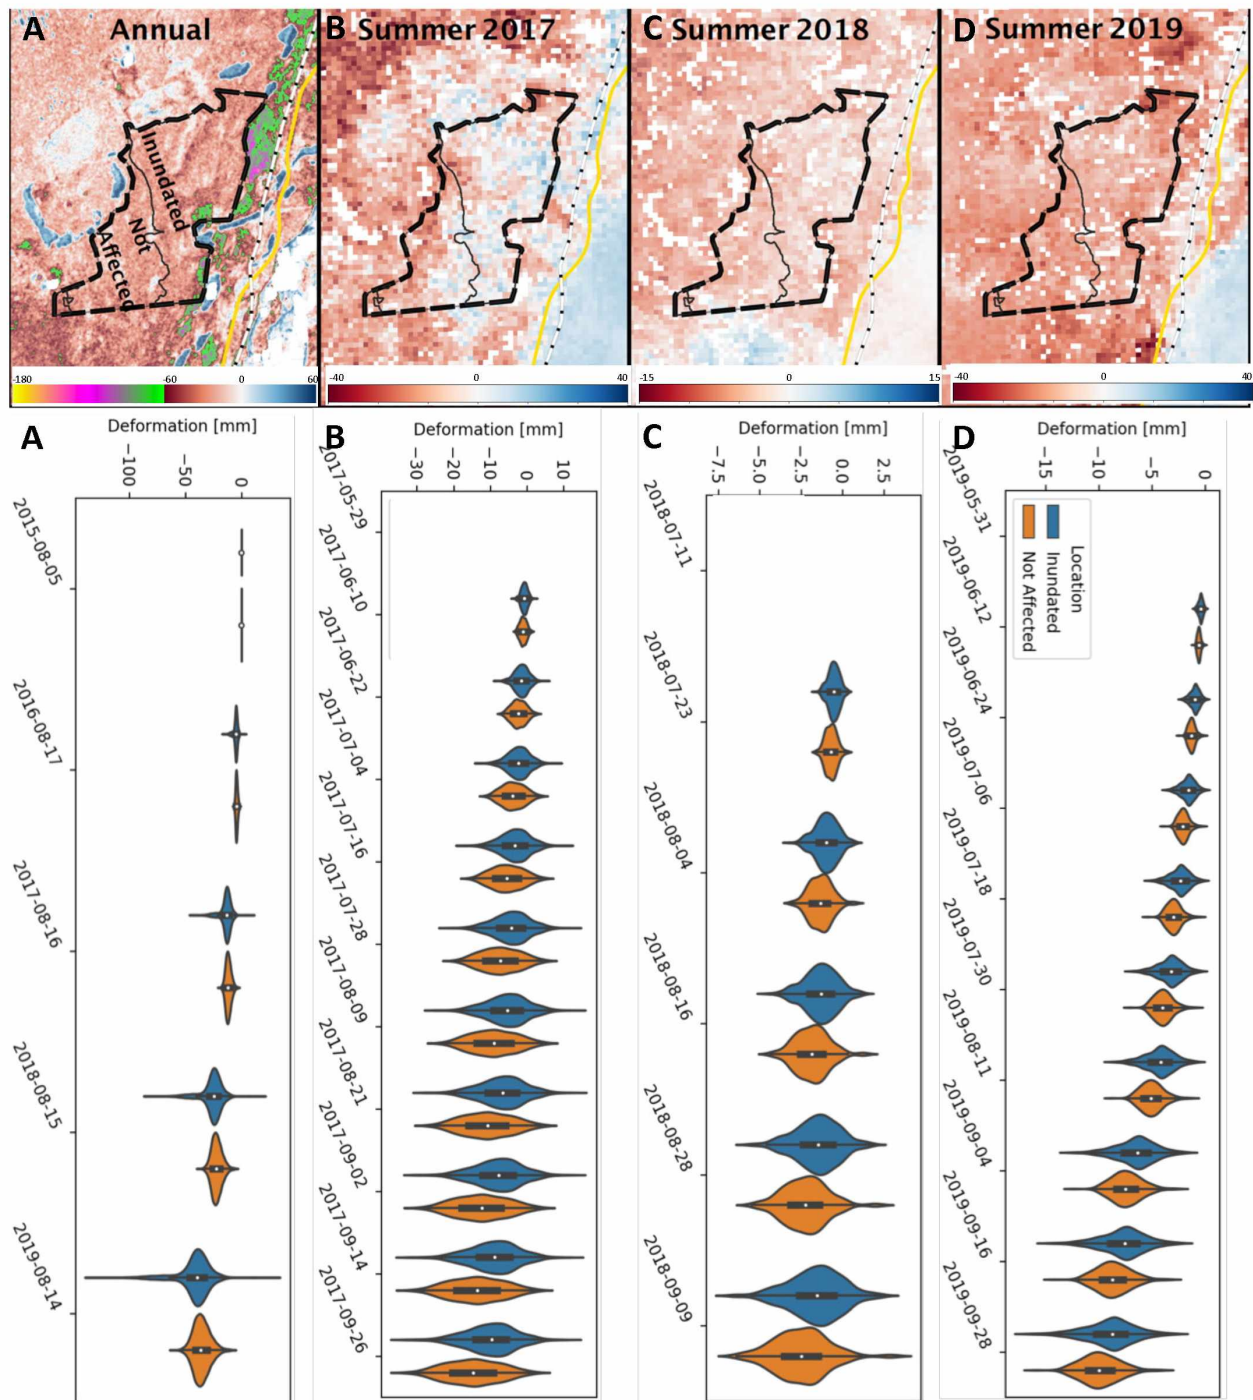 A Annual
B Summer 2017
C Summer 2018
D Summer 2019
Inundated
Not
Affected
-180 -60 0 60
-40 0 40
-15 0 15
-40 0 40
A
Deformation [mm]
−100 −50 0
2015-08-05
2016-08-17
2017-08-16
2018-08-15
2019-08-14
B
Deformation [mm]
−30 −20 −10 0 10
2017-05-29
2017-06-10
2017-06-22
2017-07-04
2017-07-16
2017-07-28
2017-08-09
2017-08-21
2017-09-02
2017-09-14
2017-09-26
C
Deformation [mm]
−7.5 −5.0 −2.5 0.0 2.5
2018-07-11
2018-07-23
2018-08-04
2018-08-16
2018-08-28
2018-09-09
D
Deformation [mm]
−15 −10 −5 0
2019-05-31
2019-06-12
2019-06-24
2019-07-06
2019-07-18
2019-07-30
2019-08-11
2019-09-04
2019-09-16
2019-09-28
Location
Inundated
Not Affected